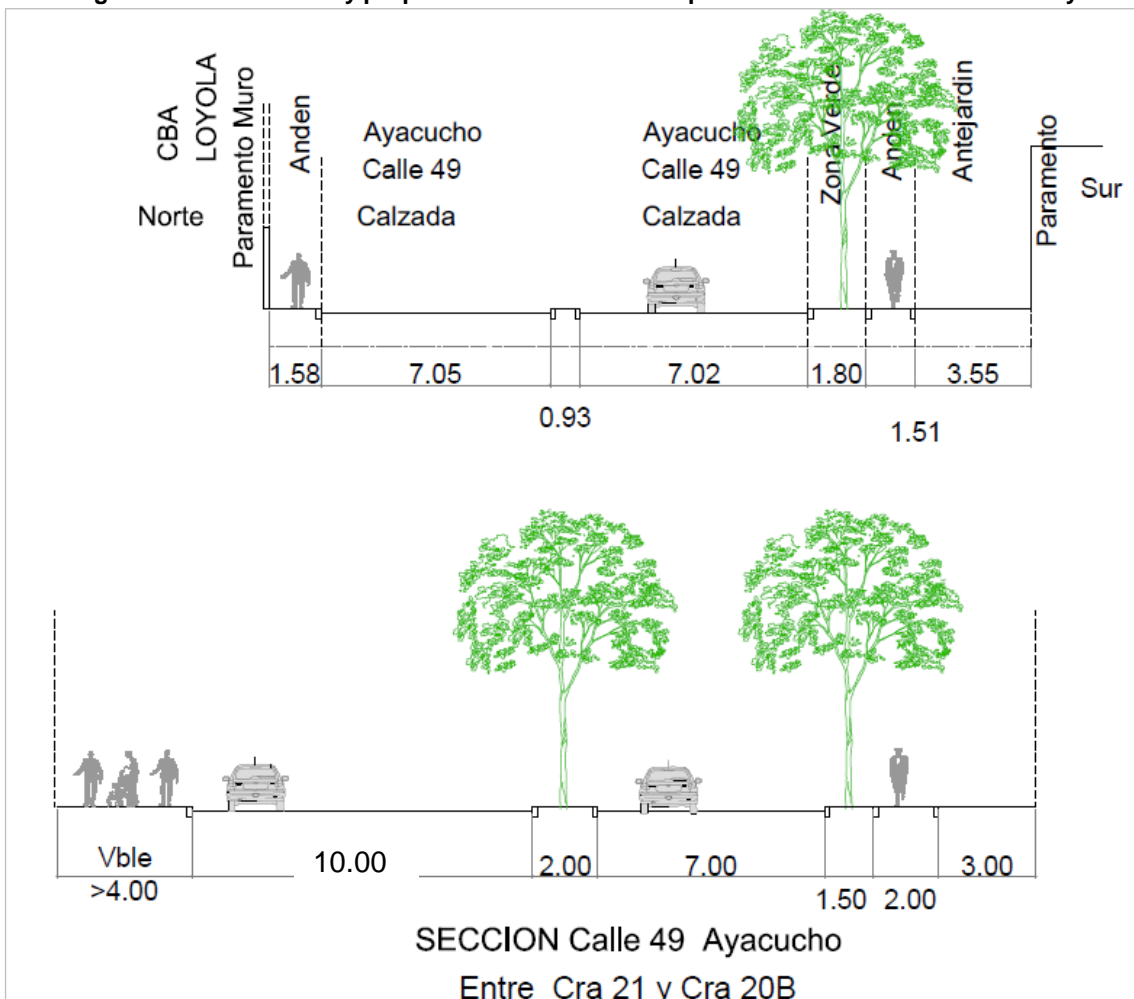 y prop
CBA
LOYOLA
Paramento Muro
Anden
Ayacucho
Calle 49
Calzada
Ayacucho
Calle 49
Calzada
Zona Verde
Anden
Antejardin
Paramento
Norte
Sur
1.58
7.05
7.02
1.80
3.55
0.93
1.51
Vble
>4.00
10.00
2.00
7.00
1.50
2.00
3.00
SECCION Calle 49 Ayacucho
Entre Cra 21 y Cra 20B